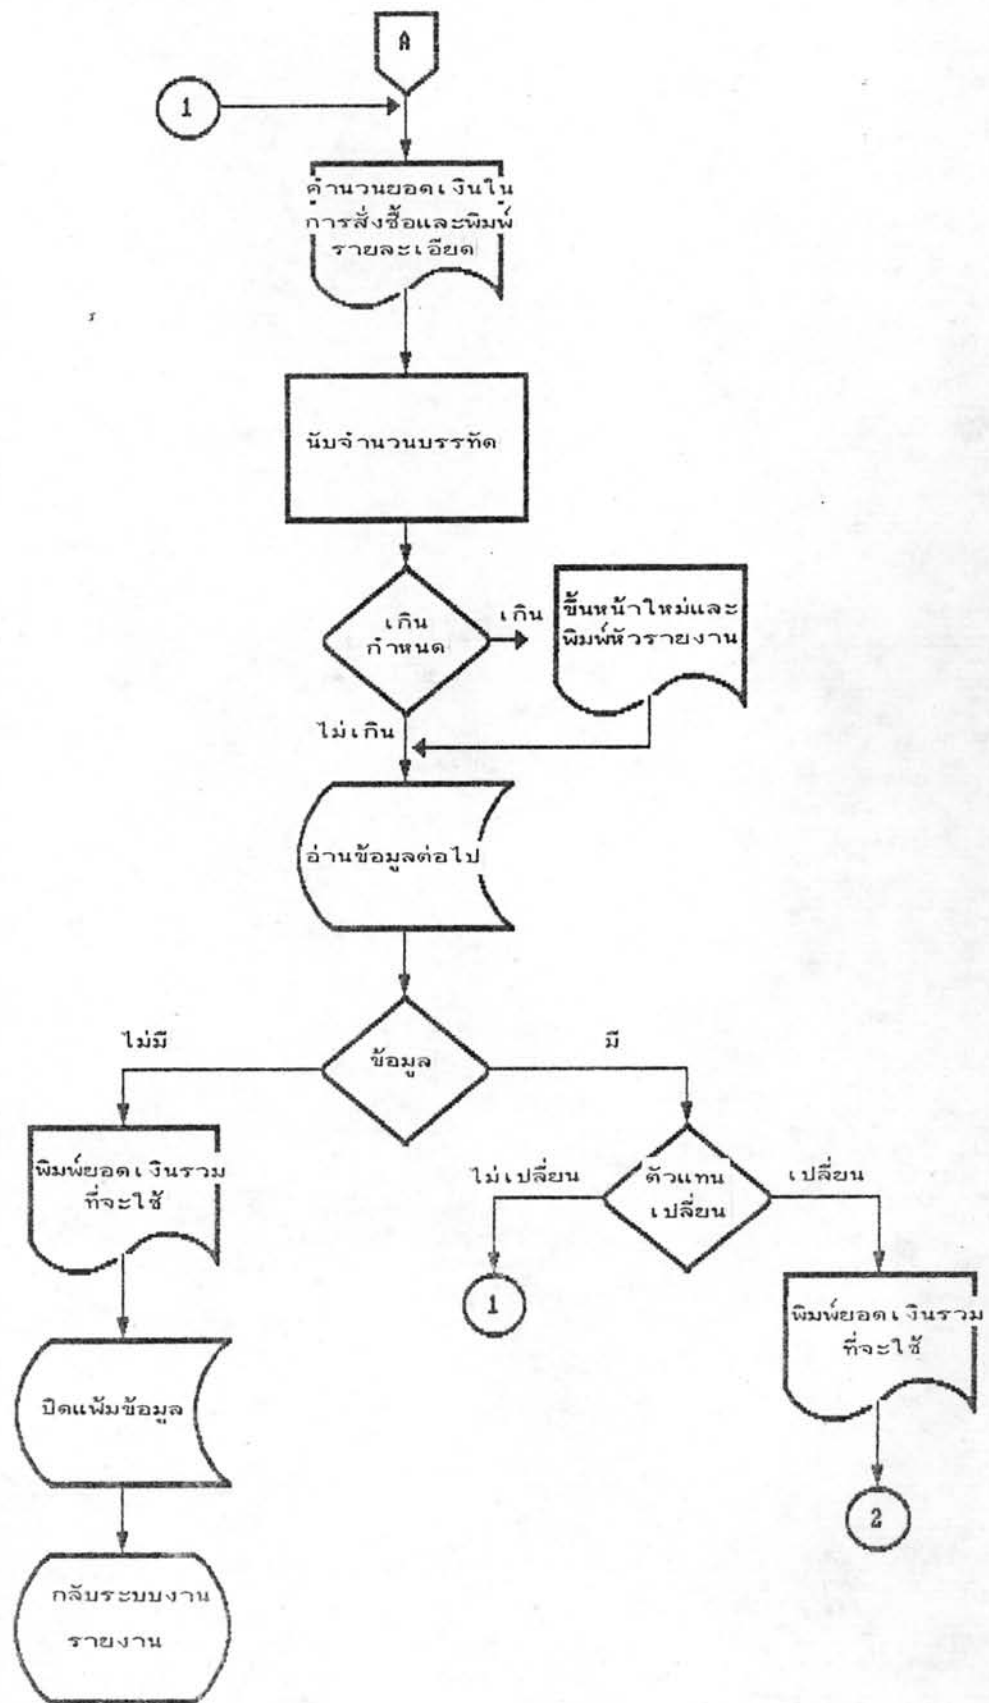 A
1
คำนวนยอดเงินใน
การสั่งซื้อและพิมพ์
รายละเอียด
นับจำนวนบรรทัด
เกิน
กำหนด
เกิน
ขึ้นหน้าใหม่และ
พิมพ์หัวรายงาน
ไม่เกิน
อ่านข้อมูลต่อไป
ไม่มี
ข้อมูล
มี
พิมพ์ยอดเงินรวม
ที่จะใช้
ไม่เปลี่ยน
ตัวแทน
เปลี่ยน
เปลี่ยน
1
พิมพ์ยอดเงินรวม
ที่จะใช้
ปิดแฟ้มข้อมูล
2
กลับระบบงาน
รายงาน